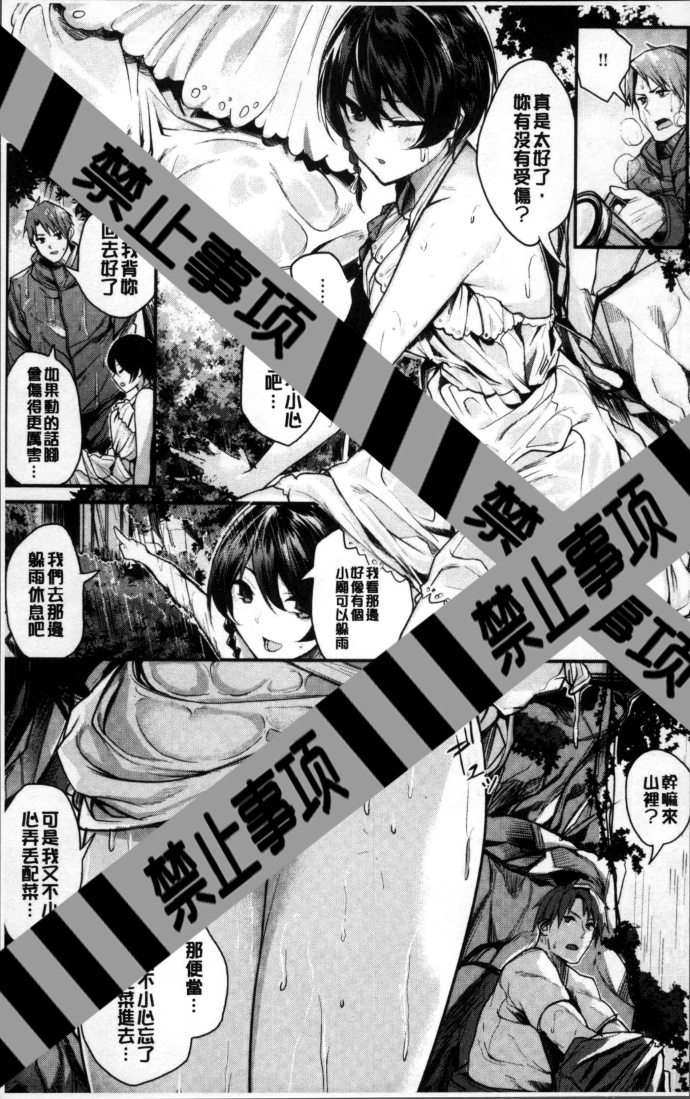 !!
真是太好了，
妳有没有受傷？
不小心
吧…
……
我背妳
回去好了
如果動的話腳
會傷得更厲害…
我看那邊
好像有個
小廟可以躲雨
我們去那邊
躲雨休息吧
幹嘛來
山裡？
那便當…
不小心忘了
菜進去…
可是我又不小
心弄丟配菜…
禁止事项
禁止事项
禁止事项
禁止事项